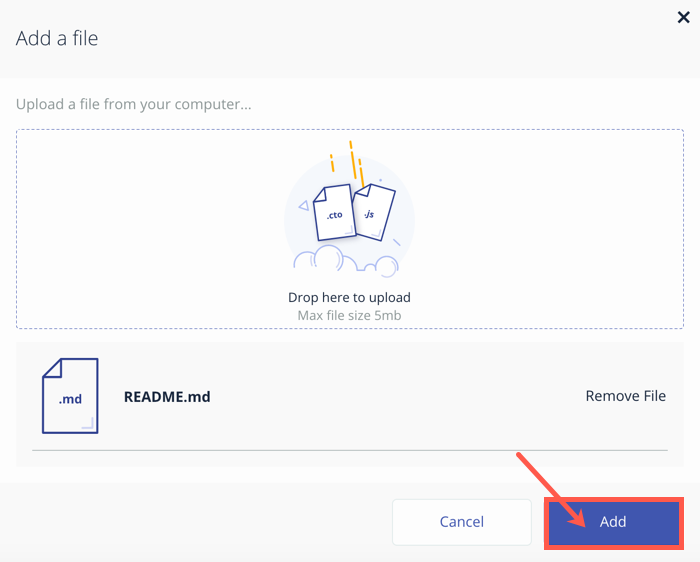 Add a file
Upload a file from your computer...
.cto
.js
Drop here to upload
Max file size 5mb
.md
README.md
Remove File
Cancel
Add